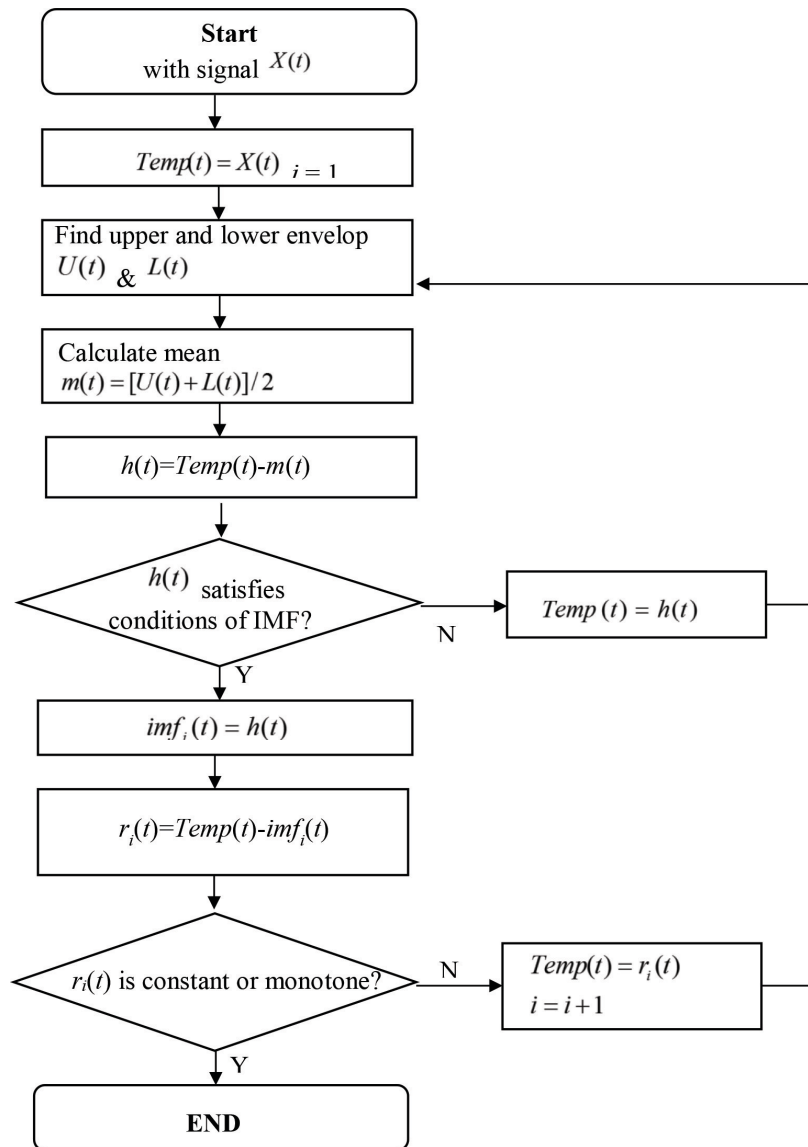 Start
with signal X(t)
Temp(t) = X(t) i = 1
Find upper and lower envelop
U(t) & L(t)
Calculate mean
m(t) = [U(t) + L(t)]/2
h(t)=Temp(t)-m(t)
h(t) satisfies
conditions of IMF?
N
Temp (t) = h(t)
Y
imf_i(t) = h(t)
r_i(t)=Temp(t)-imf_i(t)
r_i(t) is constant or monotone?
N
Temp(t) = r_i(t)
i = i + 1
Y
END